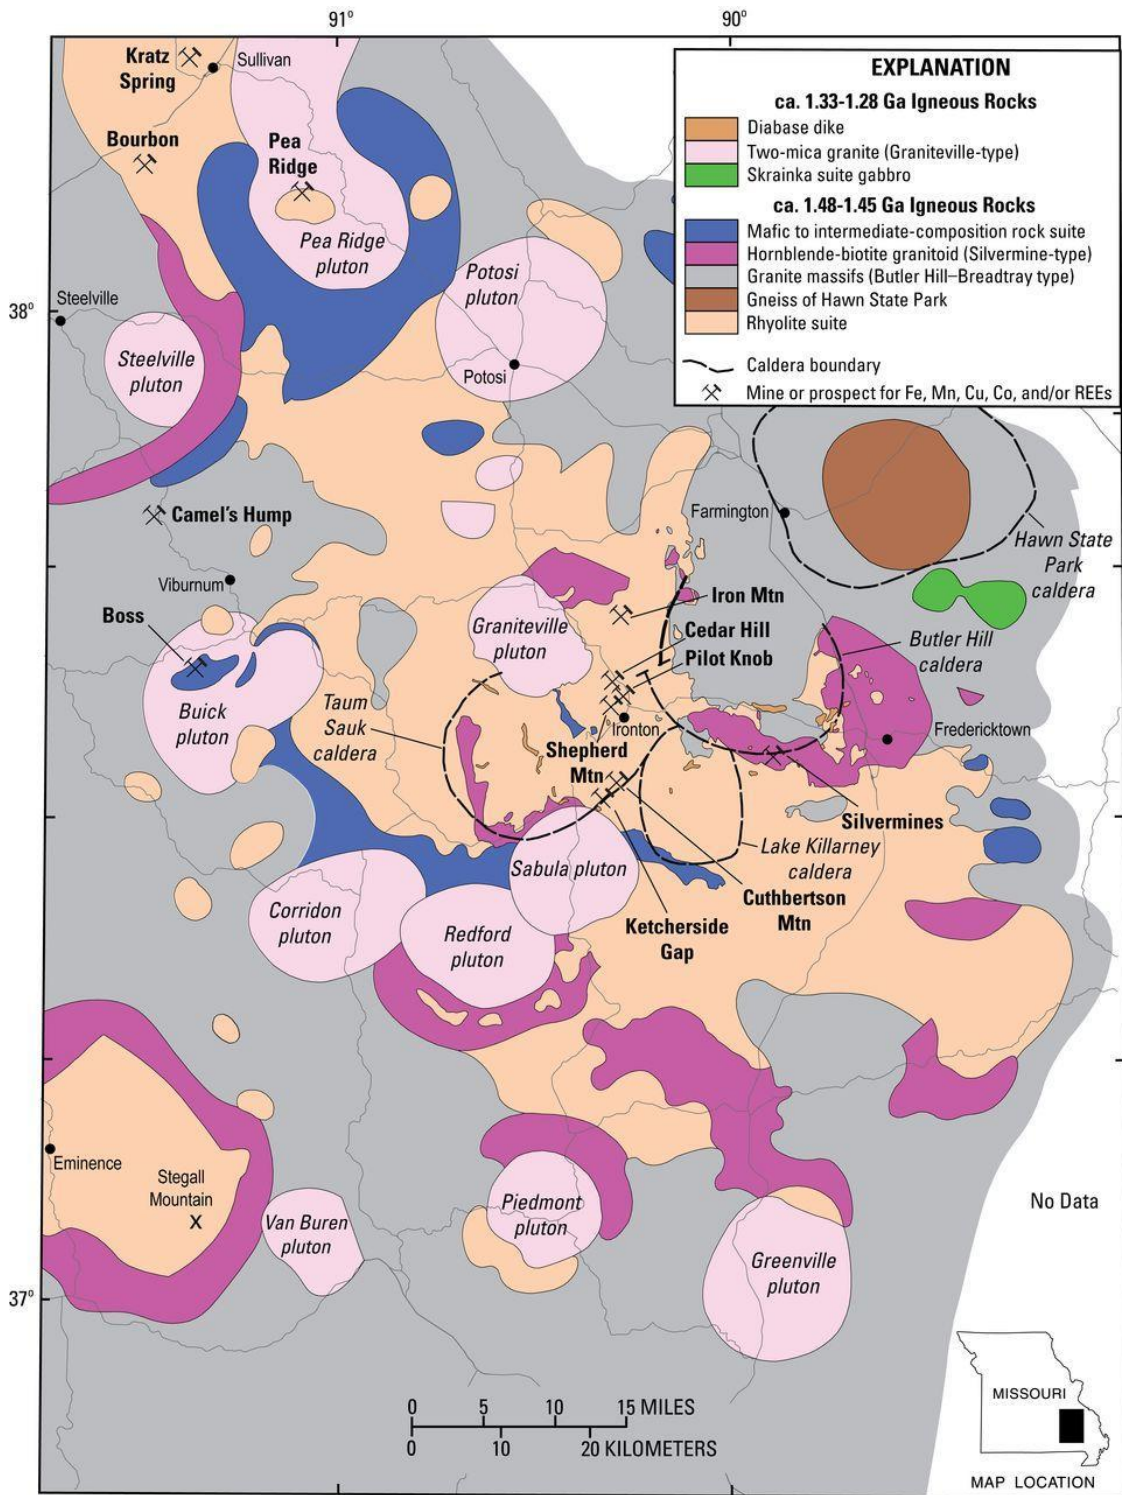 91⁰
90⁰
EXPLANATION
ca. 1.33-1.28 Ga Igneous Rocks
Diabase dike
Two-mica granite (Graniteville-type)
Skrainka suite gabbro
ca. 1.48-1.45 Ga Igneous Rocks
Mafic to intermediate-composition rock suite
Hornblende-biotite granitoid (Silvermine-type)
Granite massifs (Butler Hill–Breadtray type)
Gneiss of Hawn State Park
Rhyolite suite
Caldera boundary
Mine or prospect for Fe, Mn, Cu, Co, and/or REEs
Kratz
Spring
Sullivan
Bourbon
Pea
Ridge
Pea Ridge
pluton
Potosi
pluton
Potosi
Steelville
38⁰
Steelville
pluton
Camel's Hump
Viburnum
Boss
Buick
pluton
Taum
Sauk
caldera
Graniteville
pluton
Farmington
Hawn State
Park
caldera
Iron Mtn
Cedar Hill
Pilot Knob
Butler Hill
caldera
Ironton
Shepherd
Mtn
Fredericktown
Silvermines
Lake Killarney
caldera
Sabula pluton
Cuthbertson
Mtn
Ketcherside
Gap
Corridon
pluton
Redford
pluton
Eminence
Stegall
Mountain
x
Van Buren
pluton
Piedmont
pluton
Greenville
pluton
No Data
37⁰
0 5 10 15 MILES
0 10 20 KILOMETERS
MISSOURI
MAP LOCATION